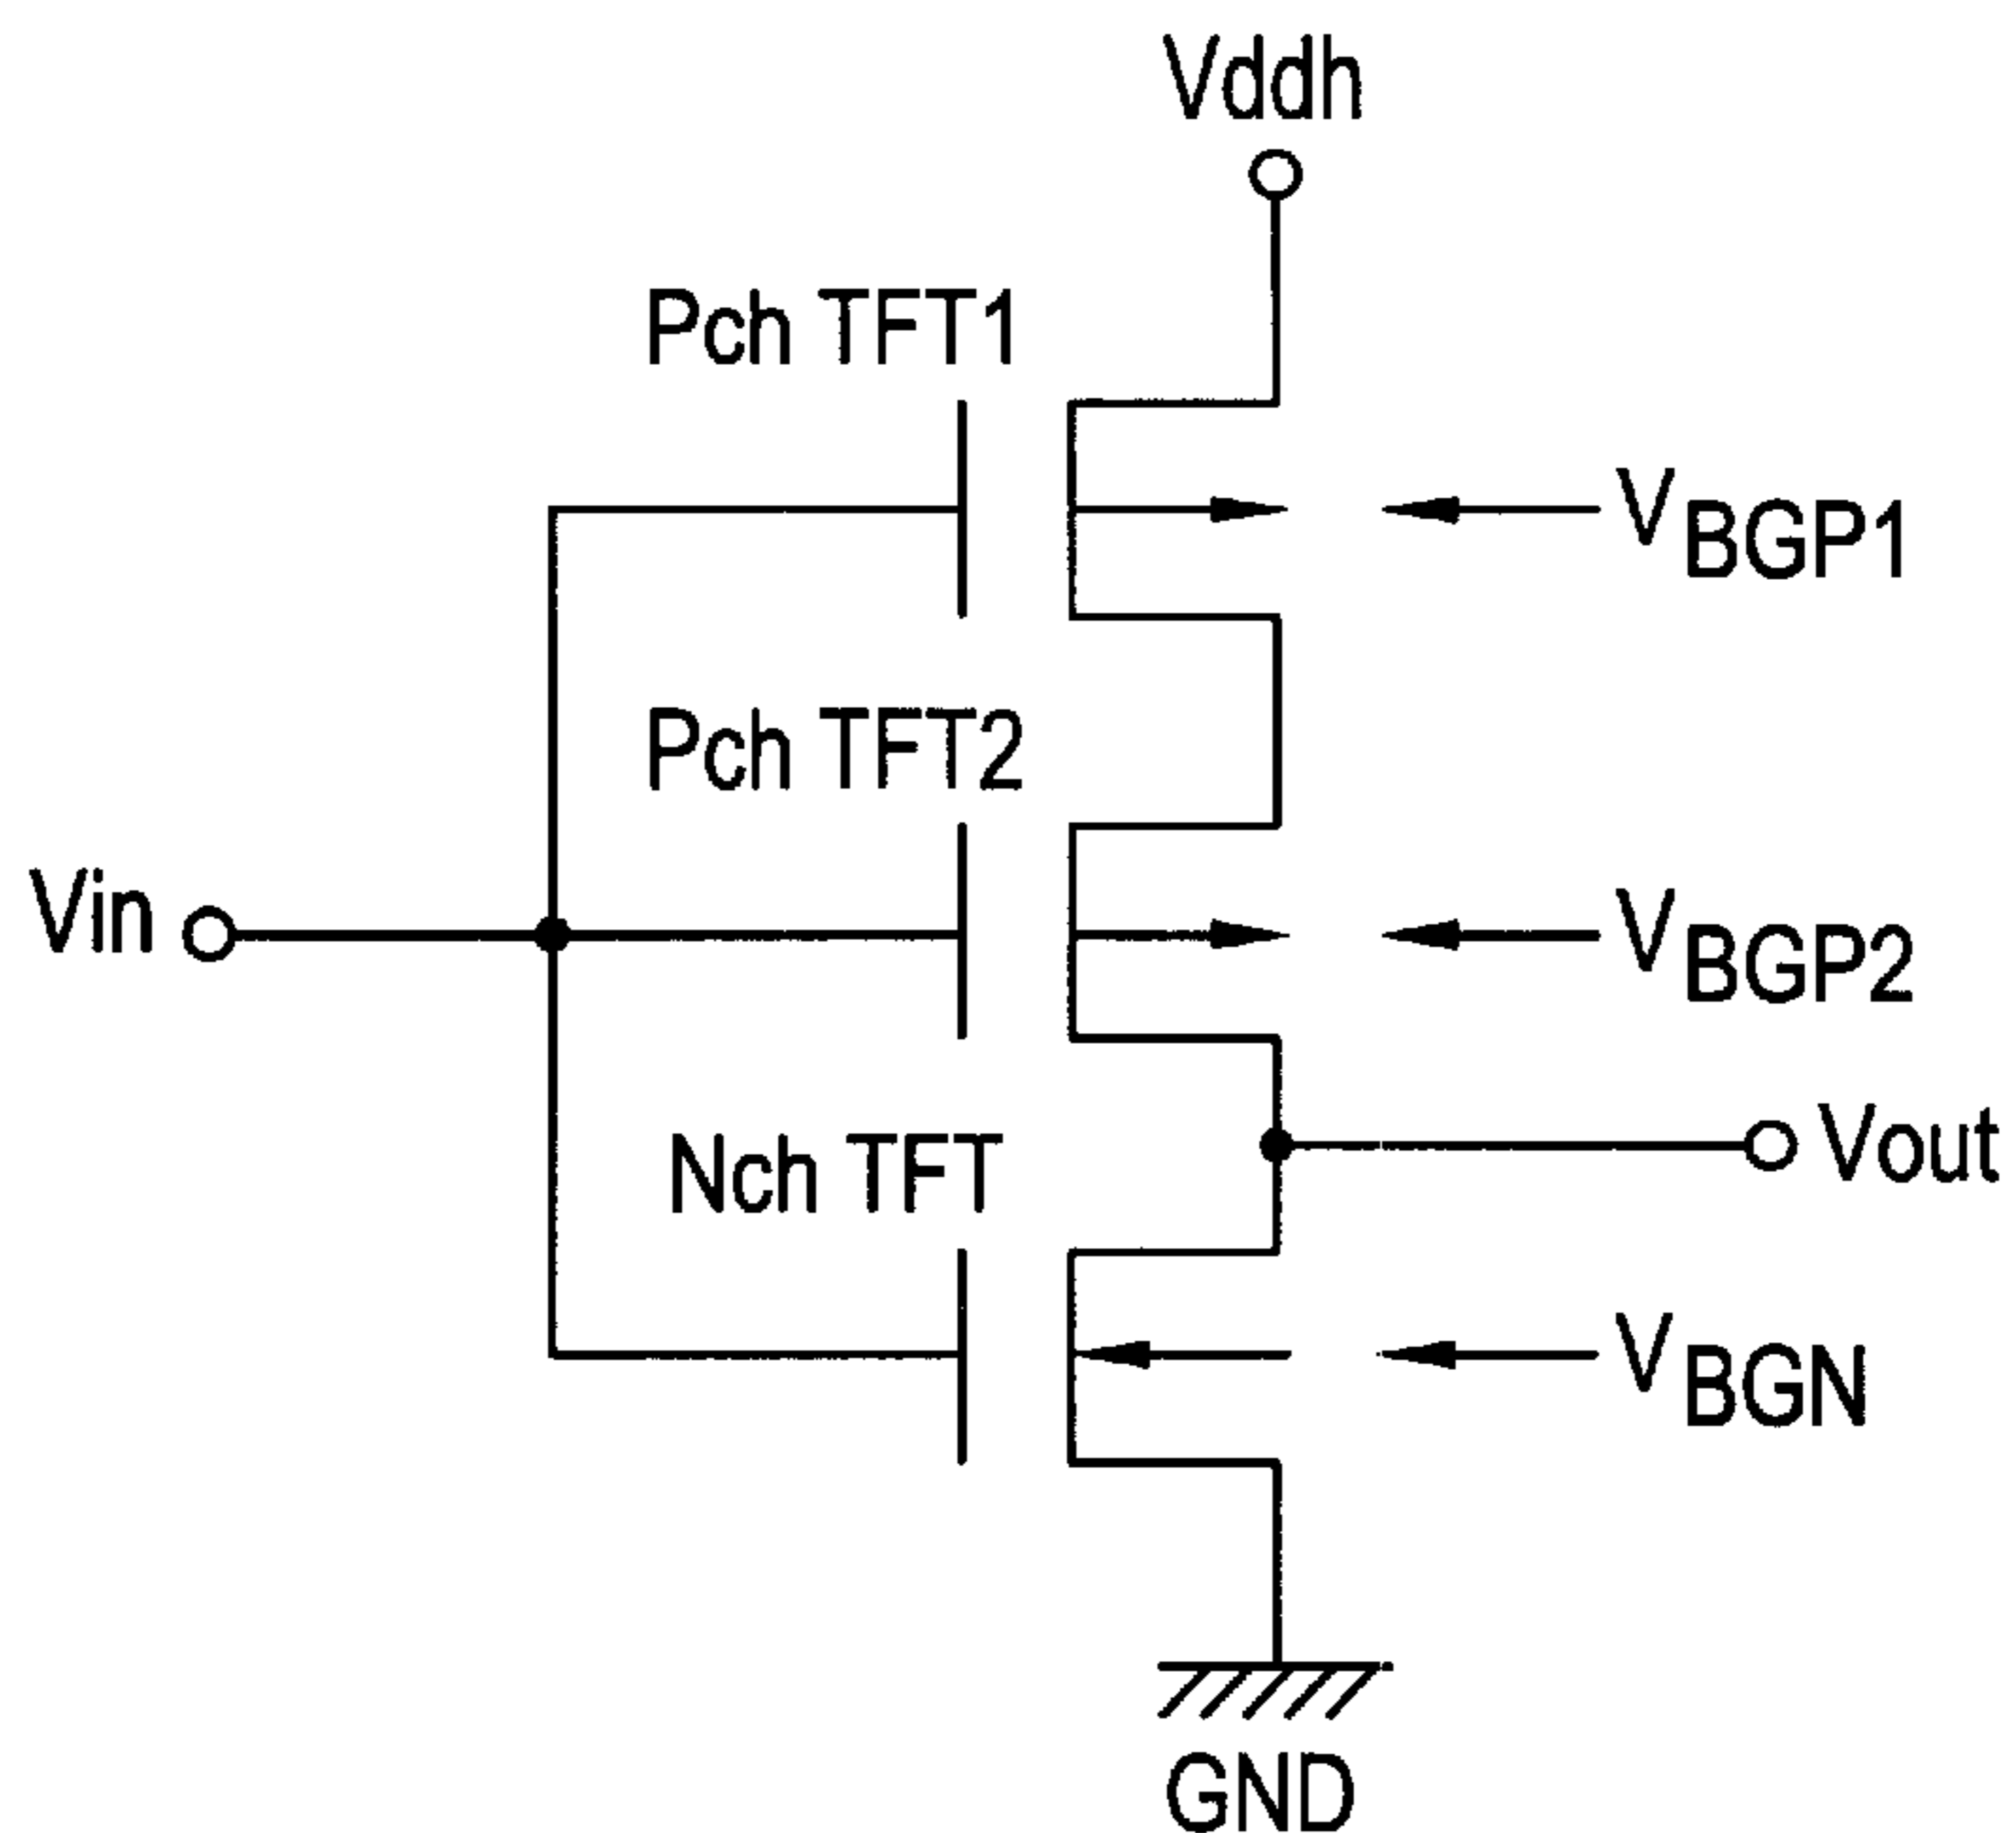 Vddh
Pch TFT1
VBGP1
Pch TFT2
Vin
VBGP2
Vout
Nch TFT
VBGN
GND